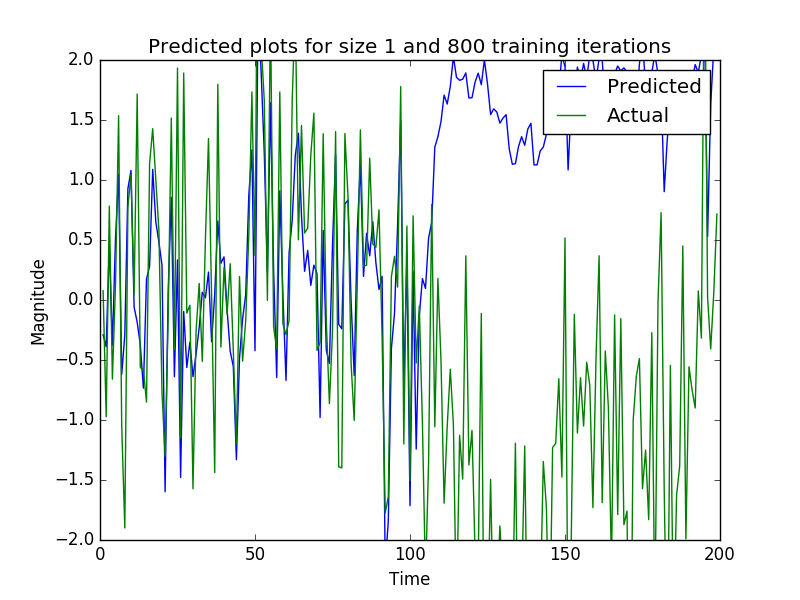 Predicted plots for size 1 and 800 training iterations
2.0
1.5
1.0
0.5
0.0
−0.5
−1.0
−1.5
−2.0
Magnitude
Predicted
Actual
0 50 100 150 200
Time